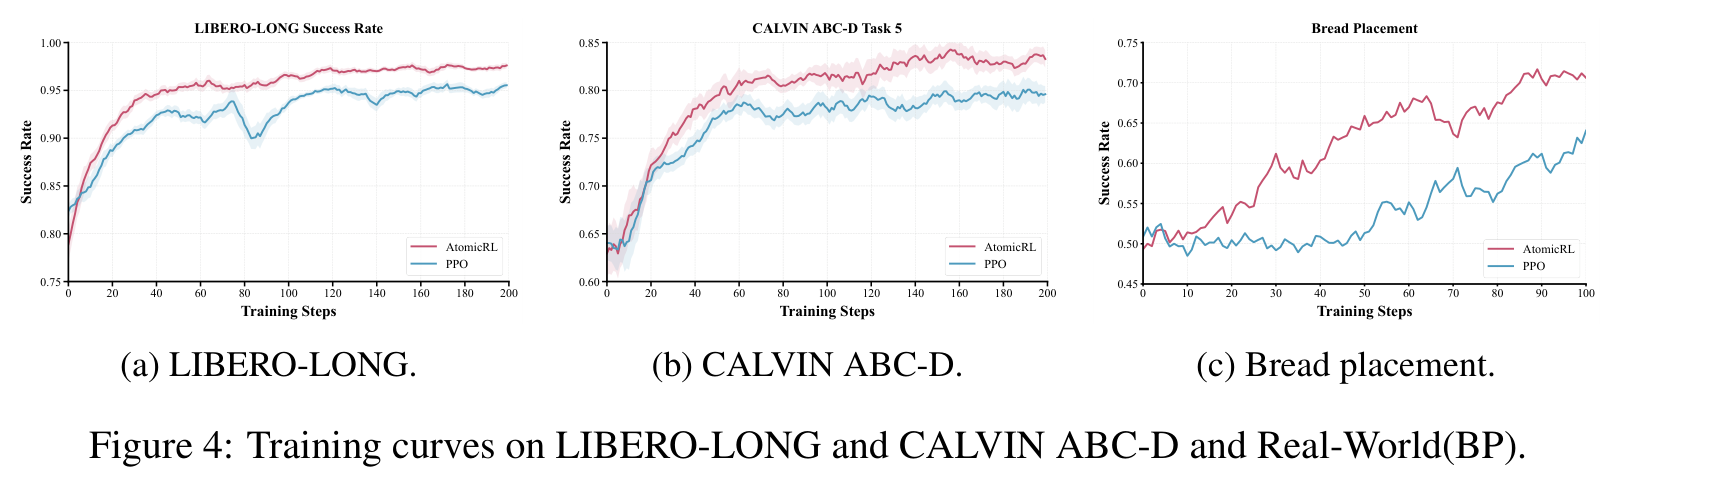 LIBERO-LONG Success Rate
Success Rate
1.00
0.95
0.90
0.85
0.80
0.75
0 20 40 60 80 100 120 140 160 180 200
Training Steps
AtomicRL
PPO
(a) LIBERO-LONG.
CALVIN ABC-D Task 5
Success Rate
0.85
0.80
0.75
0.70
0.65
0.60
0 20 40 60 80 100 120 140 160 180 200
Training Steps
AtomicRL
PPO
(b) CALVIN ABC-D.
Bread Placement
Success Rate
0.75
0.70
0.65
0.60
0.55
0.50
0.45
0 10 20 30 40 50 60 70 80 90 100
Training Steps
AtomicRL
PPO
(c) Bread placement.
Figure 4: Training curves on LIBERO-LONG and CALVIN ABC-D and Real-World(BP).